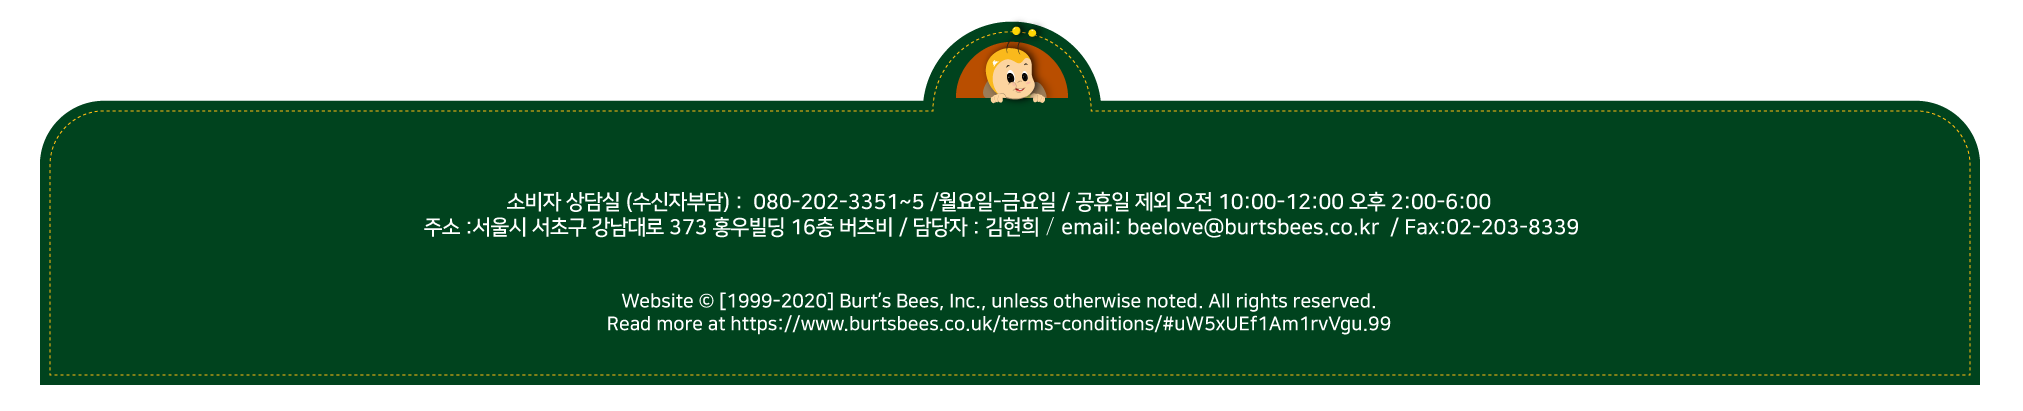 소비자 상담실 (수신자부담) : 080-202-3351~5 /월요일-금요일 / 공휴일 제외 오전 10:00-12:00 오후 2:00-6:00
주소 :서울시 서초구 강남대로 373 홍우빌딩 16층 버츠비 / 담당자 : 김현희 / email: beelove@burtsbees.co.kr / Fax:02-203-8339
Website © [1999-2020] Burt's Bees, Inc., unless otherwise noted. All rights reserved.
Read more at https://www.burtsbees.co.uk/terms-conditions/#uW5xUEf1Am1rvVgu.99